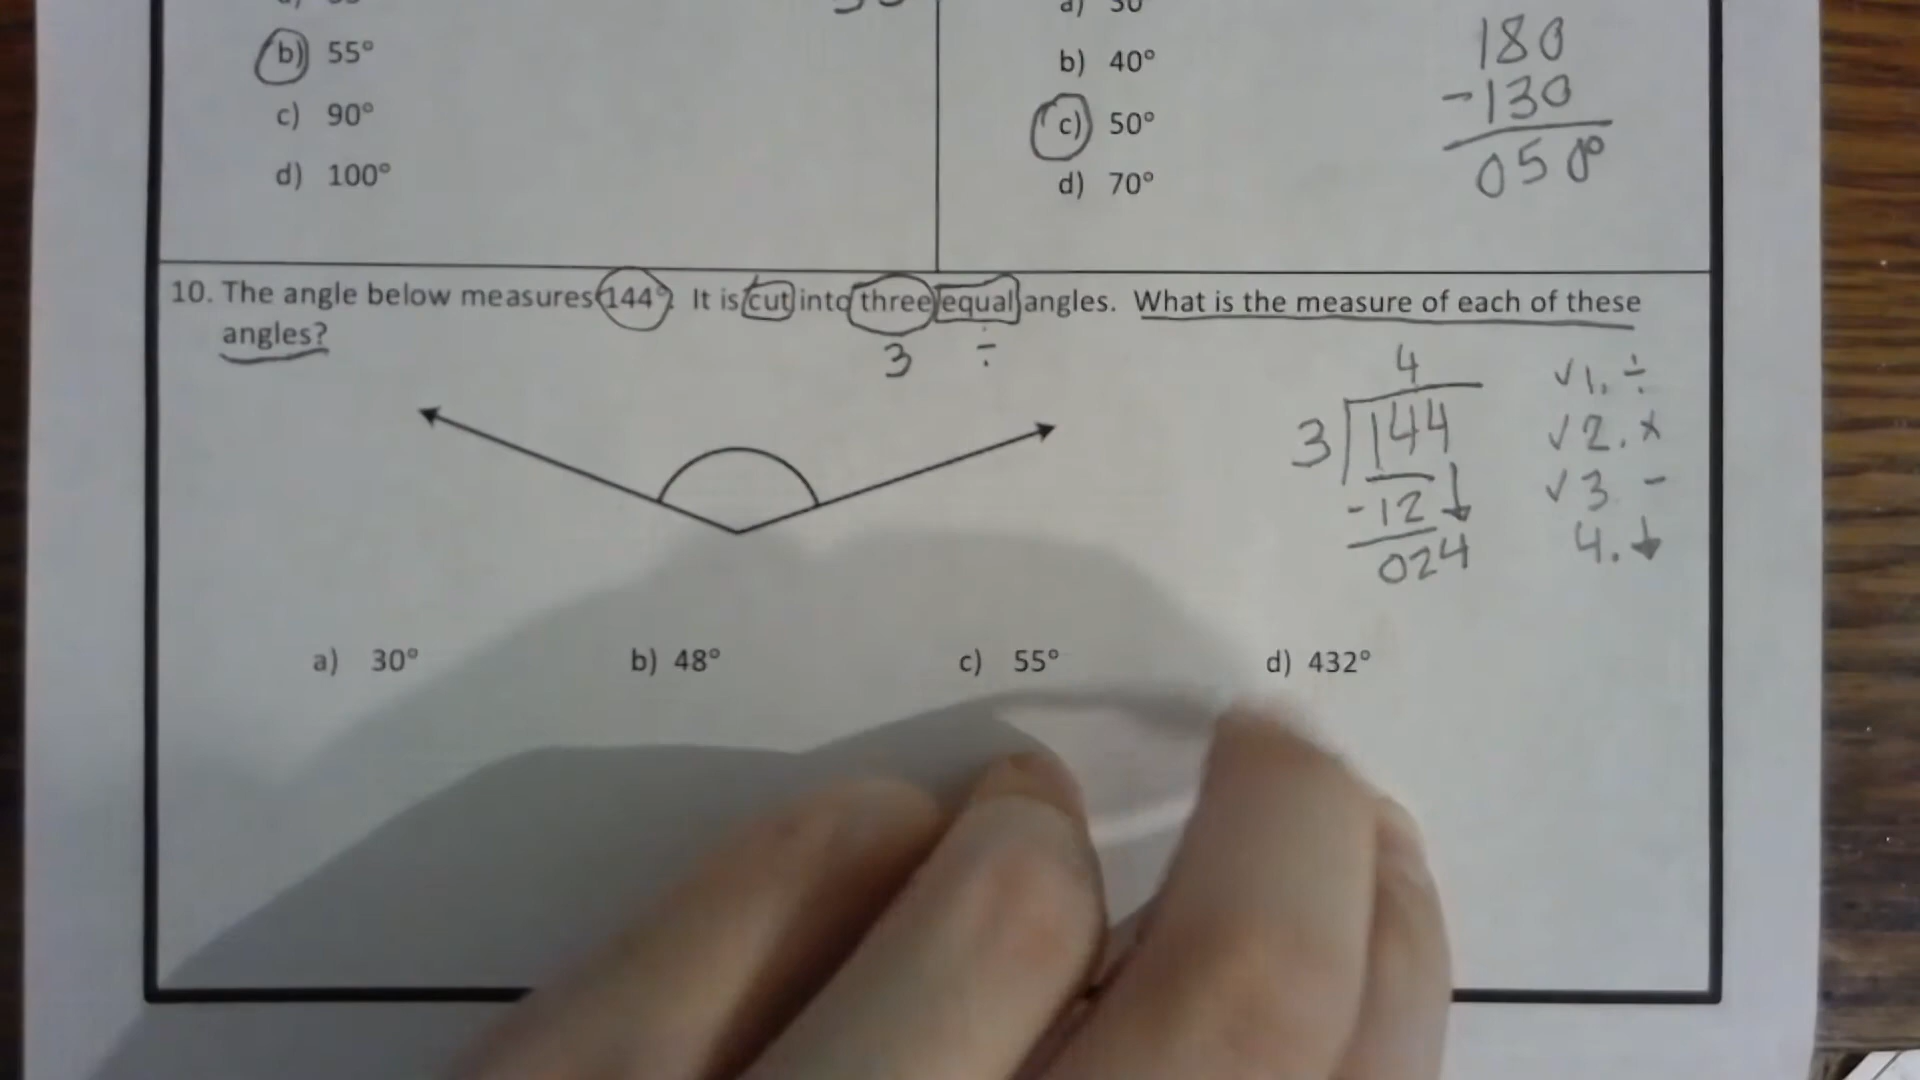 b) 55°
c) 90°
d) 100°
b) 40°
c) 50°
d) 70°
180
-130
050°
10. The angle below measures 144°. It is cut into three equal angles. What is the measure of each of these
angles?
3 ÷
4
3 144
-12
024
✓1. ÷
✓2. ×
✓3 -
4. ↓
a) 30°
b) 48°
c) 55°
d) 432°